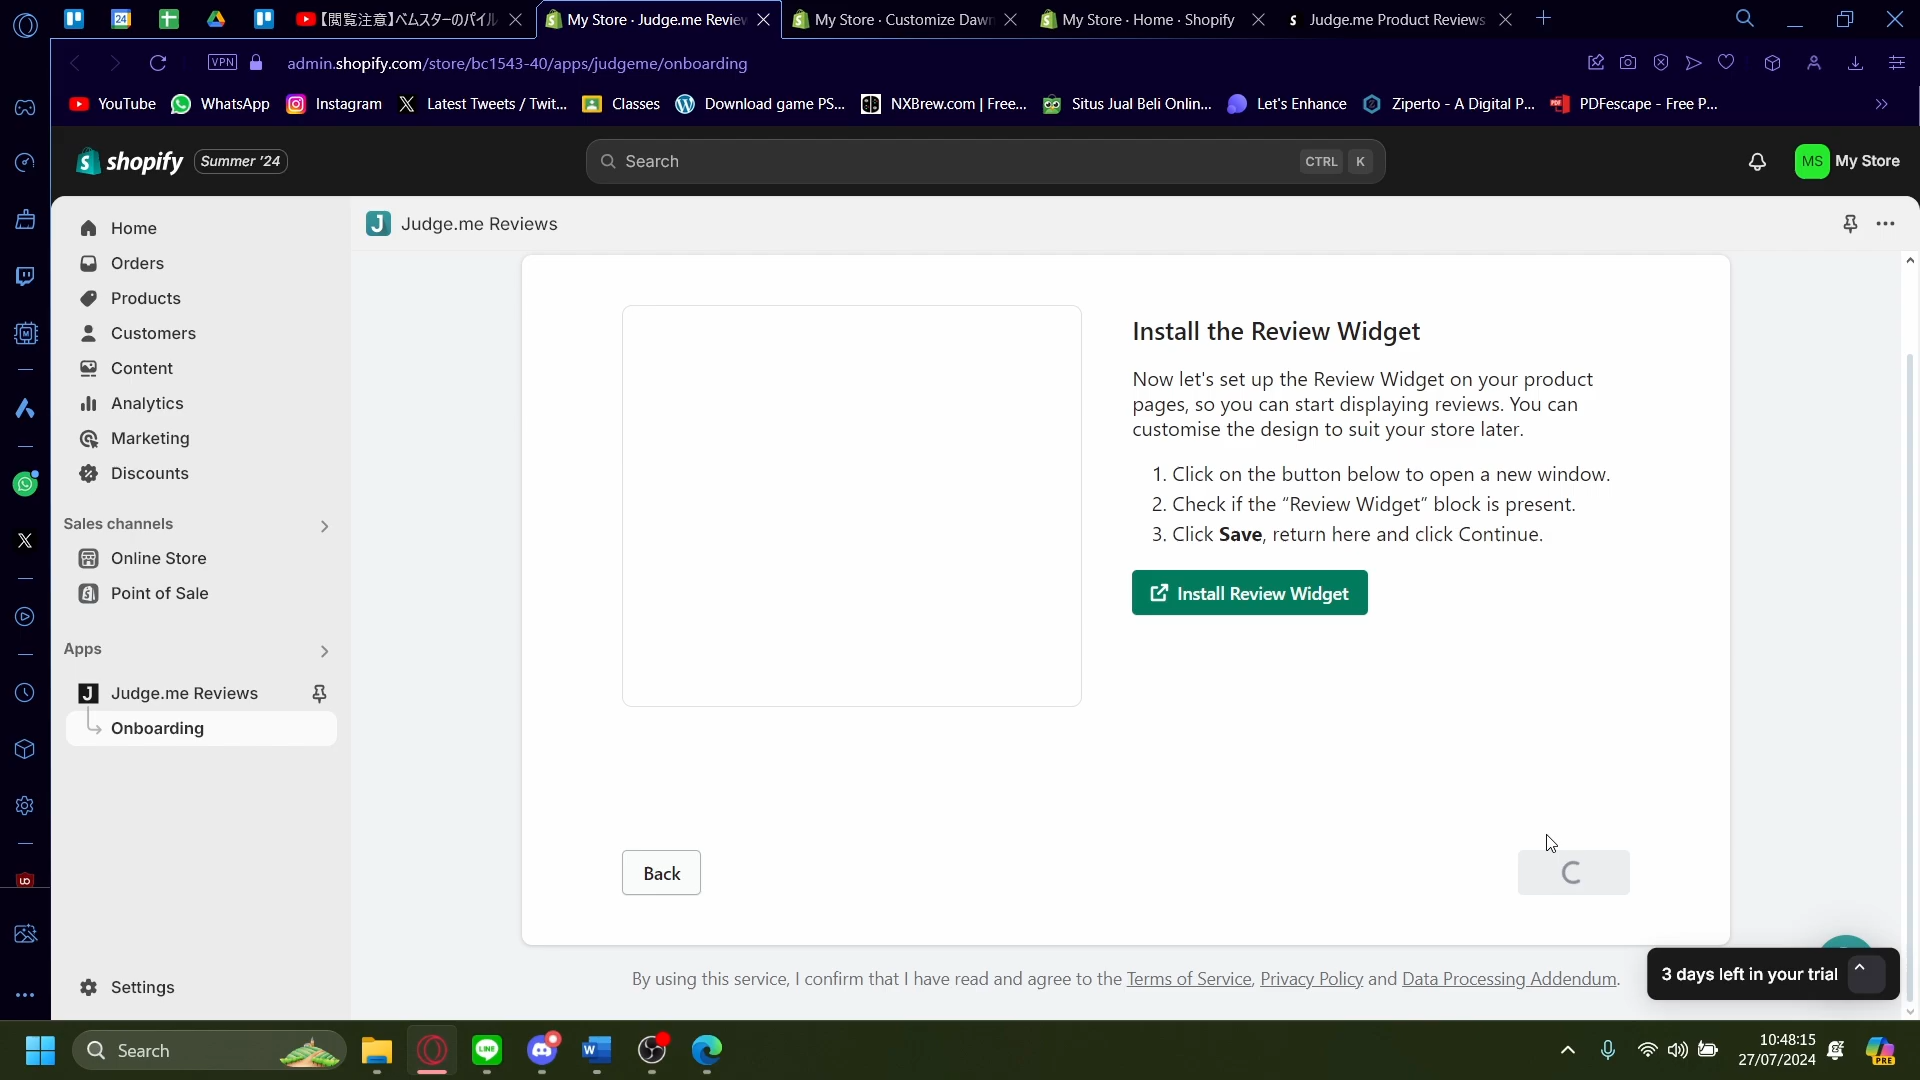 【閲覧注意】ベムスターのパイル
My Store · Judge.me Review
My Store · Customize Dawn
My Store · Home · Shopify
Judge.me Product Reviews
VPN
admin.shopify.com/store/bc1543-40/apps/judgeme/onboarding
YouTube
WhatsApp
Instagram
Latest Tweets / Twit...
Classes
Download game PS...
NXBrew.com | Free...
Situs Jual Beli Onlin...
Let's Enhance
Ziperto - A Digital P...
PDFescape - Free P...
shopify
Summer '24
Search
CTRL K
MS
My Store
Home
Orders
Products
Customers
Content
Analytics
Marketing
Discounts
Sales channels
Online Store
Point of Sale
Apps
Judge.me Reviews
Onboarding
Settings
J Judge.me Reviews
Install the Review Widget
Now let's set up the Review Widget on your product
pages, so you can start displaying reviews. You can
customise the design to suit your store later.
1. Click on the button below to open a new window.
2. Check if the “Review Widget” block is present.
3. Click Save, return here and click Continue.
Install Review Widget
Back
By using this service, I confirm that I have read and agree to the Terms of Service, Privacy Policy and Data Processing Addendum.
3 days left in your trial
Search
10:48:15
27/07/2024